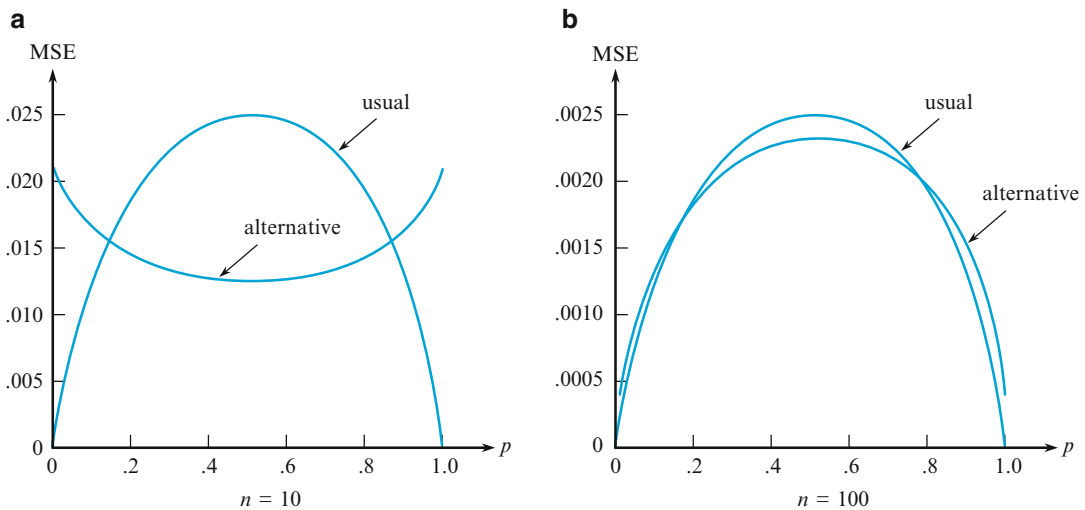 a
MSE
.025
.020
.015
.010
.005
0
usual
alternative
0 .2 .4 .6 .8 1.0 p
n = 10
b
MSE
.0025
.0020
.0015
.0010
.0005
0
usual
alternative
0 .2 .4 .6 .8 1.0 p
n = 100